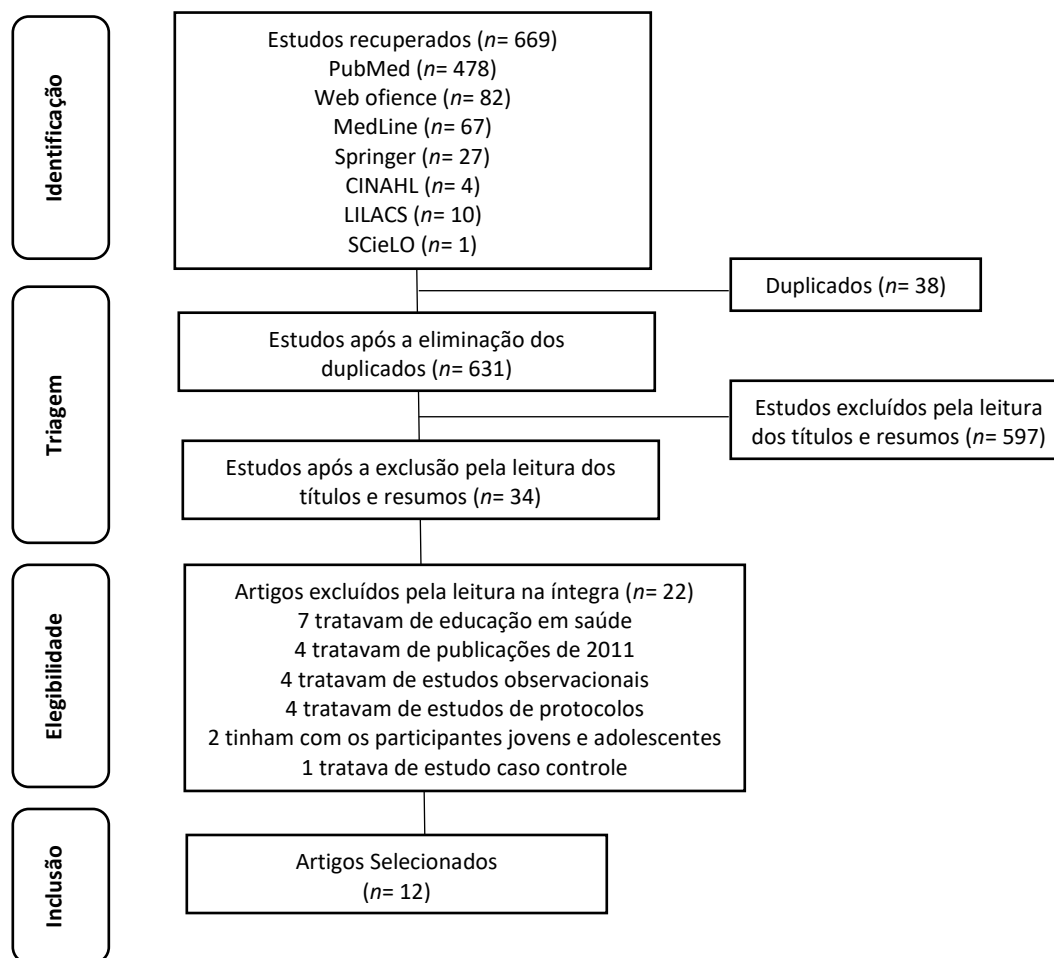 Identificação
Estudos recuperados (n= 669)
PubMed (n= 478)
Web ofience (n= 82)
MedLine (n= 67)
Springer (n= 27)
CINAHL (n= 4)
LILACS (n= 10)
SCieLO (n= 1)
Duplicados (n= 38)
Triagem
Estudos após a eliminação dos
duplicados (n= 631)
Estudos excluídos pela leitura
dos títulos e resumos (n= 597)
Estudos após a exclusão pela leitura dos
títulos e resumos (n= 34)
Elegibilidade
Artigos excluídos pela leitura na íntegra (n= 22)
7 tratavam de educação em saúde
4 tratavam de publicações de 2011
4 tratavam de estudos observacionais
4 tratavam de estudos de protocolos
2 tinham com os participantes jovens e adolescentes
1 tratava de estudo caso controle
Inclusão
Artigos Selecionados
(n= 12)